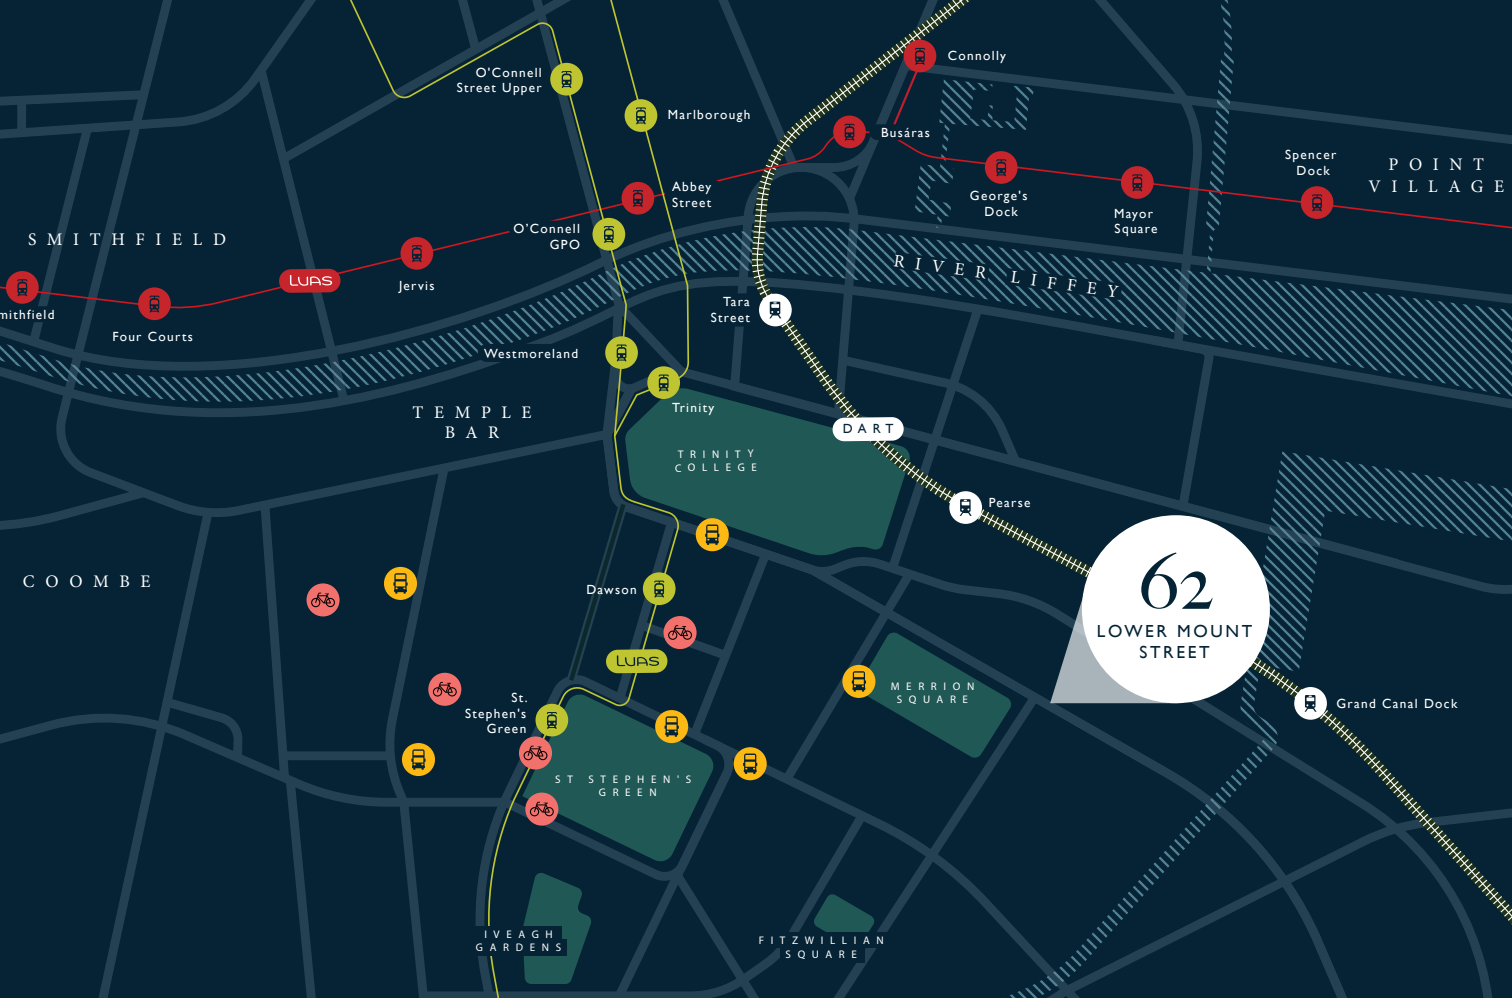 Connolly
O'Connell
Street Upper
Marlborough
Busáras
Spencer
Dock
POINT
VILLAGE
Abbey
Street
George's
Dock
Mayor
Square
SMITHFIELD
O'Connell
GPO
LUAS
Jervis
RIVER LIFFEY
mithfield
Four Courts
Tara
Street
Westmoreland
Trinity
TEMPLE
BAR
DART
TRINITY
COLLEGE
Pearse
COOMBE
62
LOWER MOUNT
STREET
Dawson
LUAS
MERRION
SQUARE
St.
Stephen's
Green
Grand Canal Dock
ST STEPHEN'S
GREEN
IVEAGH
GARDENS
FITZWILLIAN
SQUARE